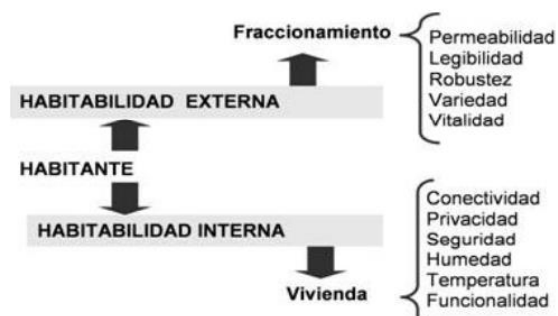 Fraccionamiento
Permeabilidad
Legibilidad
Robustez
Variedad
Vitalidad
HABITABILIDAD EXTERNA
HABITANTE
HABITABILIDAD INTERNA
Vivienda
Conectividad
Privacidad
Seguridad
Humedad
Temperatura
Funcionalidad